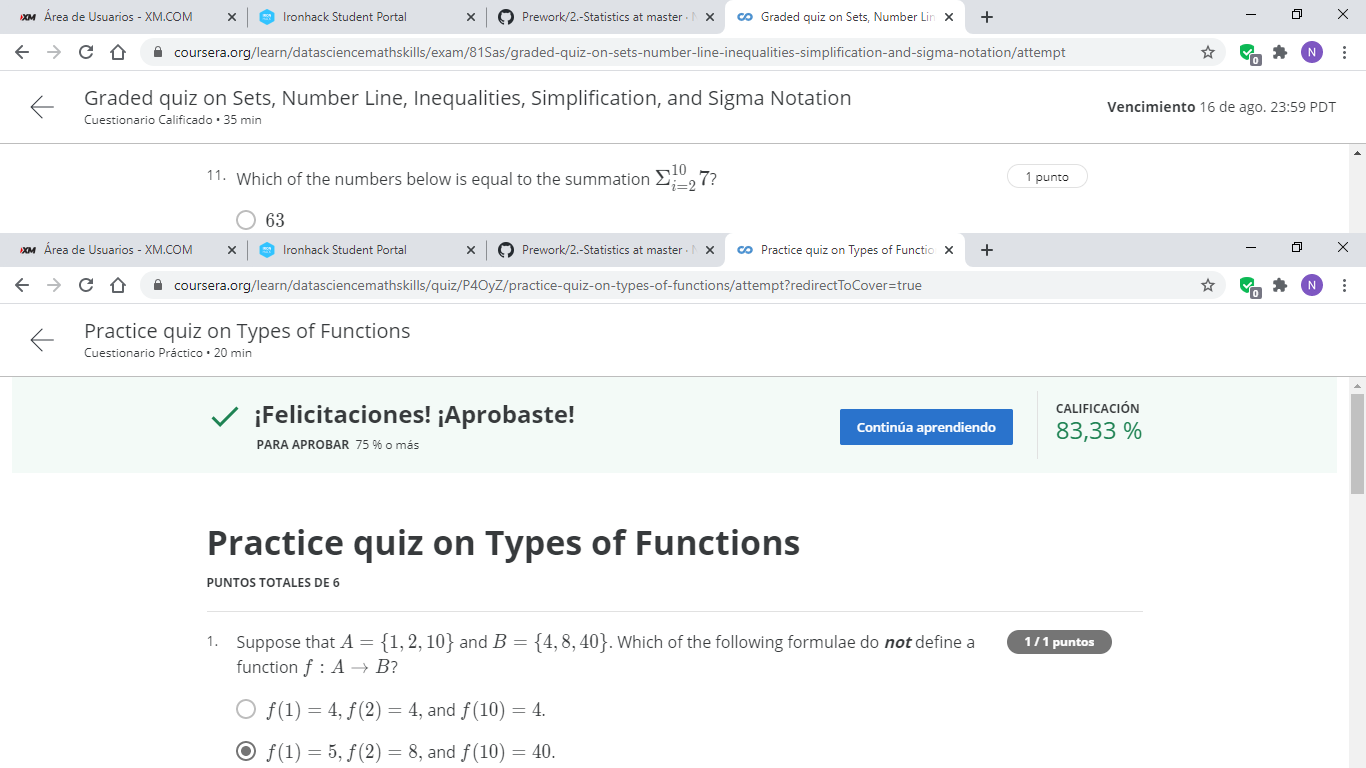 XM Área de Usuarios - XM.COM Ironhack Student Portal Prework/2.-Statistics at master · Graded quiz on Sets, Number Lin
coursera.org/learn/datasciencemathskills/exam/81Sas/graded-quiz-on-sets-number-line-inequalities-simplification-and-sigma-notation/attempt 0 N
Graded quiz on Sets, Number Line, Inequalities, Simplification, and Sigma Notation
Cuestionario Calificado • 35 min
Vencimiento 16 de ago. 23:59 PDT
11. Which of the numbers below is equal to the summation Σ_{i=2}^{10} 7? 1 punto
63
XM Área de Usuarios - XM.COM Ironhack Student Portal Prework/2.-Statistics at master · Practice quiz on Types of Functio
coursera.org/learn/datasciencemathskills/quiz/P4OyZ/practice-quiz-on-types-of-functions/attempt?redirectToCover=true 0 N
Practice quiz on Types of Functions
Cuestionario Práctico • 20 min
¡Felicitaciones! ¡Aprobaste!
PARA APROBAR 75 % o más
Continúa aprendiendo
CALIFICACIÓN
83,33 %
Practice quiz on Types of Functions
PUNTOS TOTALES DE 6
1. Suppose that A = {1, 2, 10} and B = {4, 8, 40}. Which of the following formulae do not define a 1 / 1 puntos
function f : A → B?
f(1) = 4, f(2) = 4, and f(10) = 4.
f(1) = 5, f(2) = 8, and f(10) = 40.